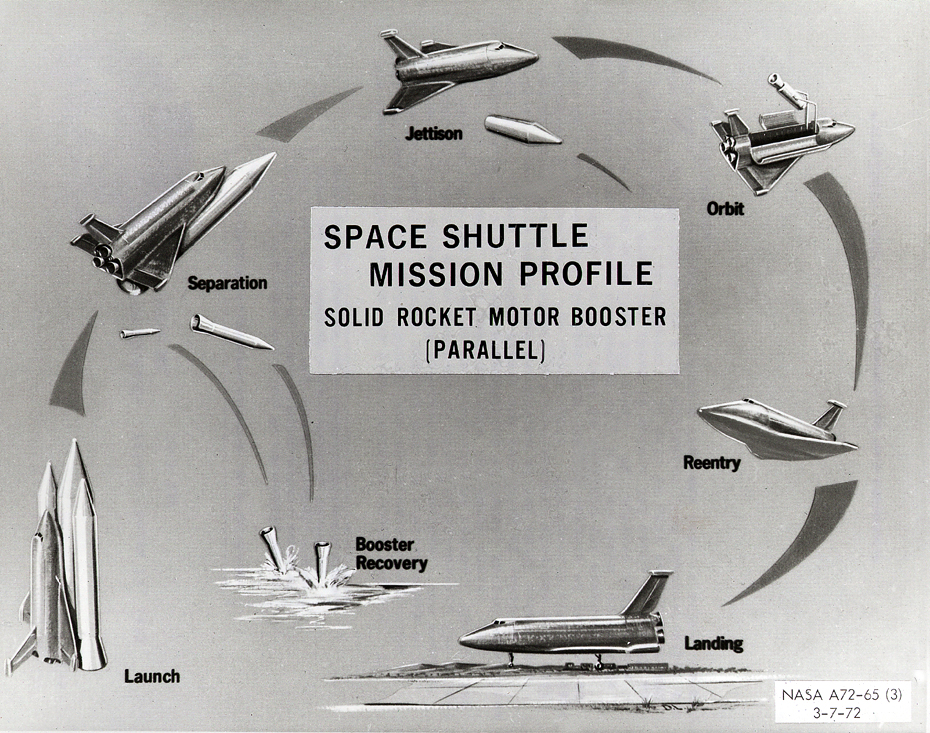 Jettison
Orbit
SPACE SHUTTLE
MISSION PROFILE
SOLID ROCKET MOTOR BOOSTER
(PARALLEL)
Separation
Reentry
Booster
Recovery
Landing
Launch
NASA A72-65 (3)
3-7-72